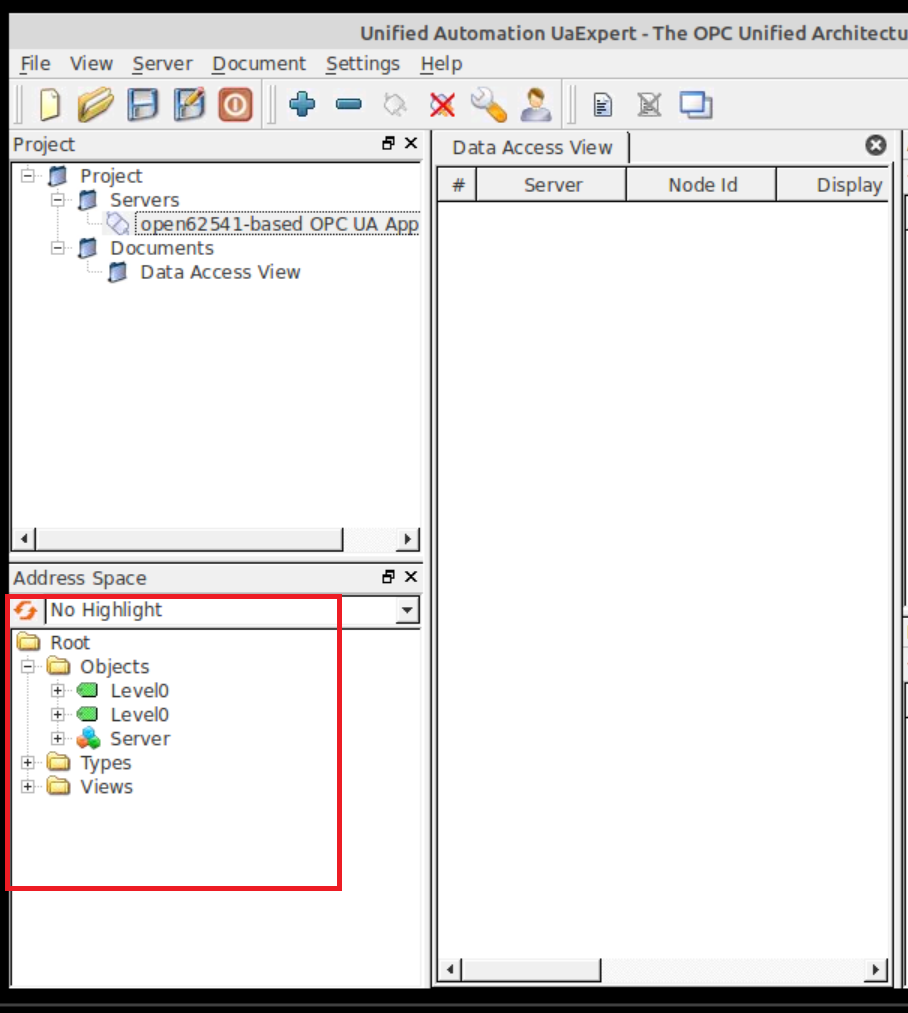 Unified Automation UaExpert - The OPC Unified Architectu
File View Server Document Settings Help
Project
Project
Servers
open62541-based OPC UA App
Documents
Data Access View
Address Space
No Highlight
Root
Objects
Level0
Level0
Server
Types
Views
Data Access View
# Server Node Id Display